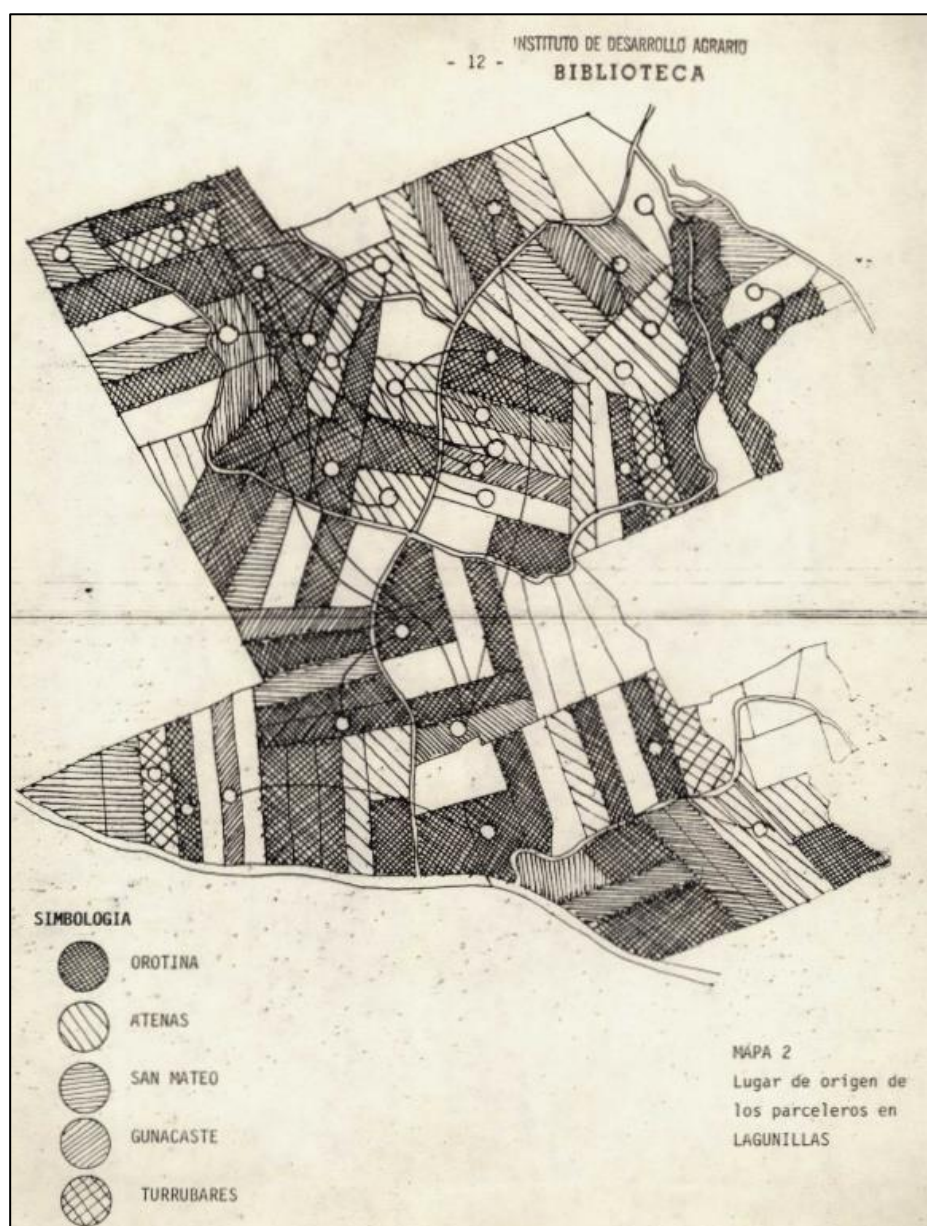 INSTITUTO DE DESARROLLO AGRARIO
- 12 -
BIBLIOTECA
SIMBOLOGIA
OROTINA
ATENAS
SAN MATEO
GUNACASTE
TURRUBARES
MAPA 2
Lugar de origen de
los parceleros en
LAGUNILLAS